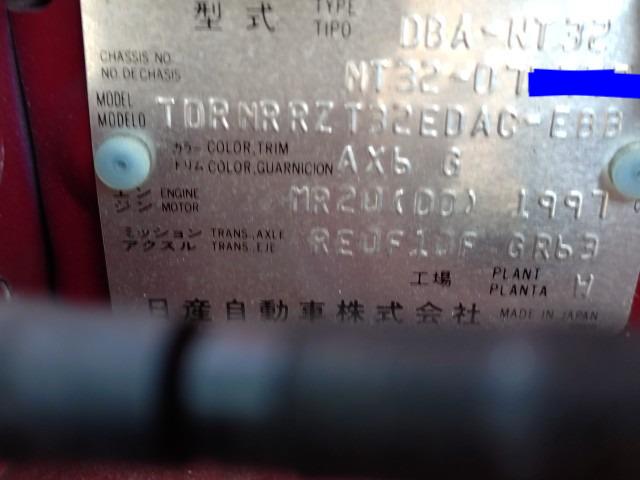 型式 TYPE TIPO DBA-NT32
CHASSIS NO. NO.DE CHASIS NT32-07
MODEL MODELO TDRNRRZ T32EDAC-EBB
カラー COLOR,TRIM トリム COLOR,GUARNICION AX6 G
エンジン ENGINE MOTOR MR20(DD) 1997
ミッション TRANS.,AXLE アクスル TRANS.,EJE RE0F10F GR63
工場 PLANT PLANTA W
日産自動車株式会社 MADE IN JAPAN